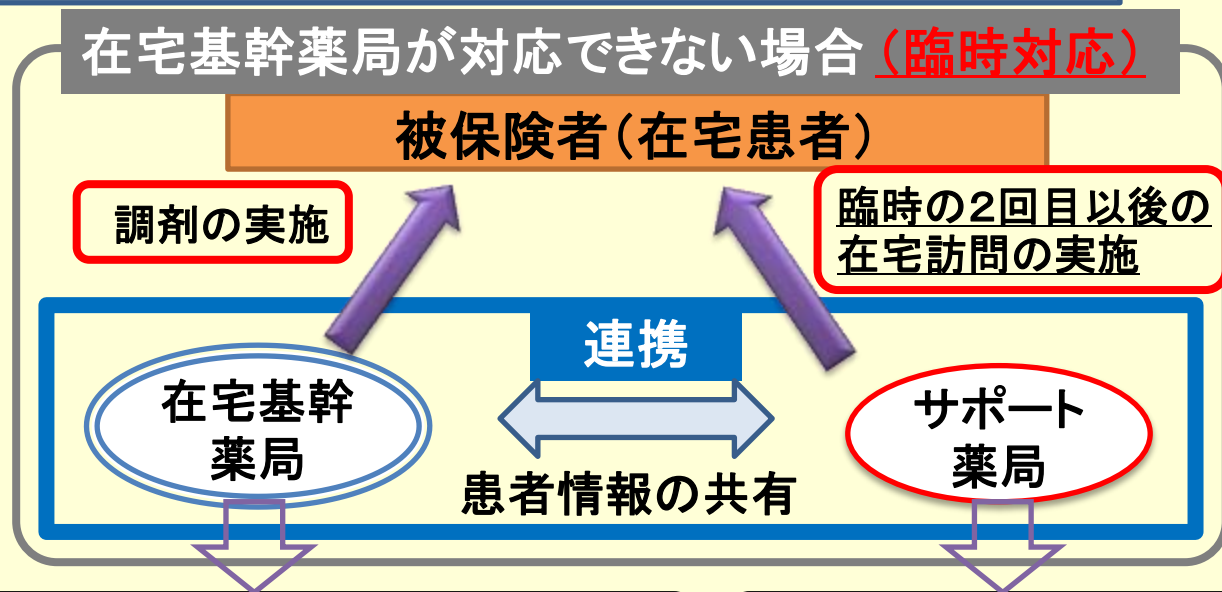 在宅基幹薬局が対応できない場合（臨時対応）
被保険者（在宅患者）
調剤の実施
臨時の２回目以後の
在宅訪問の実施
連携
在宅基幹
薬局
サポート
薬局
患者情報の共有